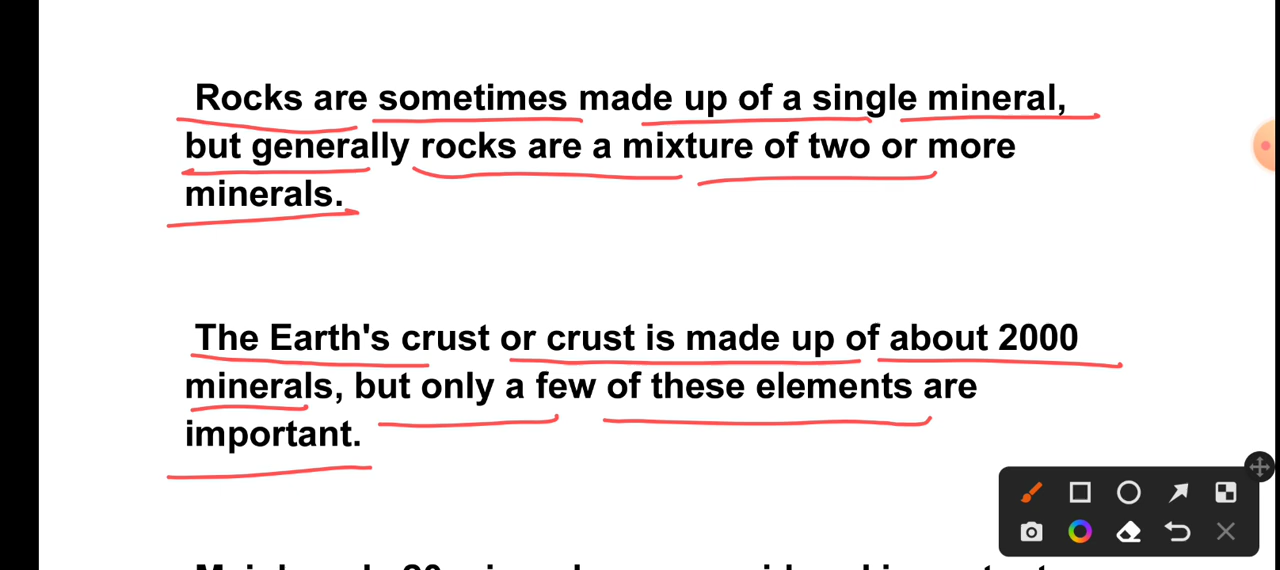 Rocks are sometimes made up of a single mineral,
but generally rocks are a mixture of two or more
minerals.
The Earth's crust or crust is made up of about 2000
minerals, but only a few of these elements are
important.